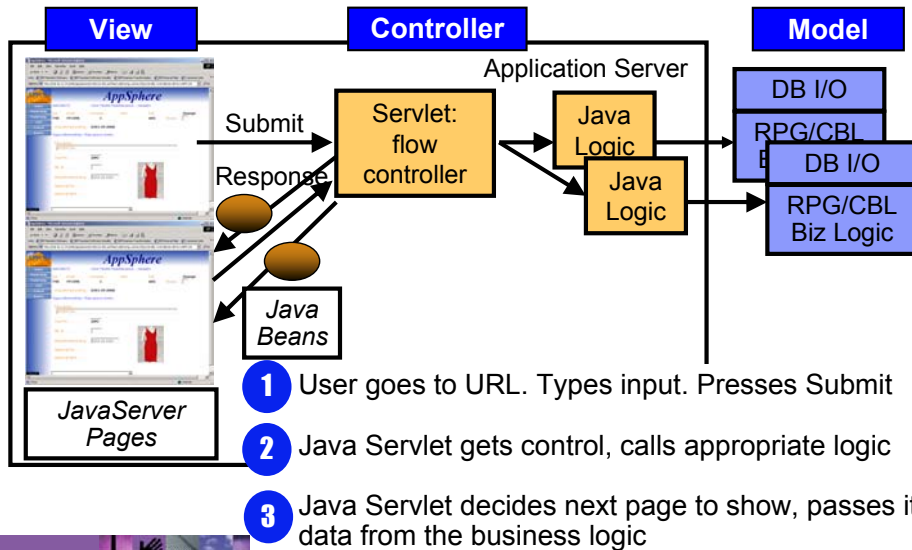 View
Controller
Model
Application Server
AppSphere
Submit
Response
Servlet:
flow
controller
Java
Logic
Java
Logic
DB I/O
RPG/CBL
DB I/O
RPG/CBL
Biz Logic
AppSphere
Java
Beans
JavaServer
Pages
1 User goes to URL. Types input. Presses Submit
2 Java Servlet gets control, calls appropriate logic
3 Java Servlet decides next page to show, passes it
data from the business logic